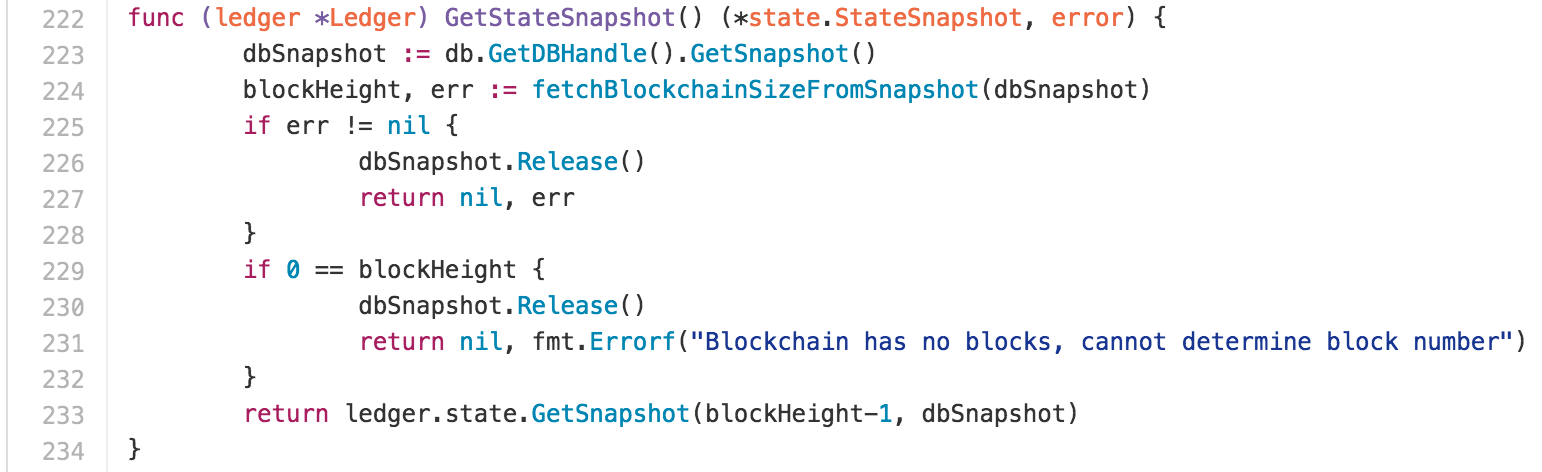 222 func (ledger *Ledger) GetStateSnapshot() (*state.StateSnapshot, error) {
223 dbSnapshot := db.GetDBHandle().GetSnapshot()
224 blockHeight, err := fetchBlockchainSizeFromSnapshot(dbSnapshot)
225 if err != nil {
226 dbSnapshot.Release()
227 return nil, err
228 }
229 if 0 == blockHeight {
230 dbSnapshot.Release()
231 return nil, fmt.Errorf("Blockchain has no blocks, cannot determine block number")
232 }
233 return ledger.state.GetSnapshot(blockHeight-1, dbSnapshot)
234 }